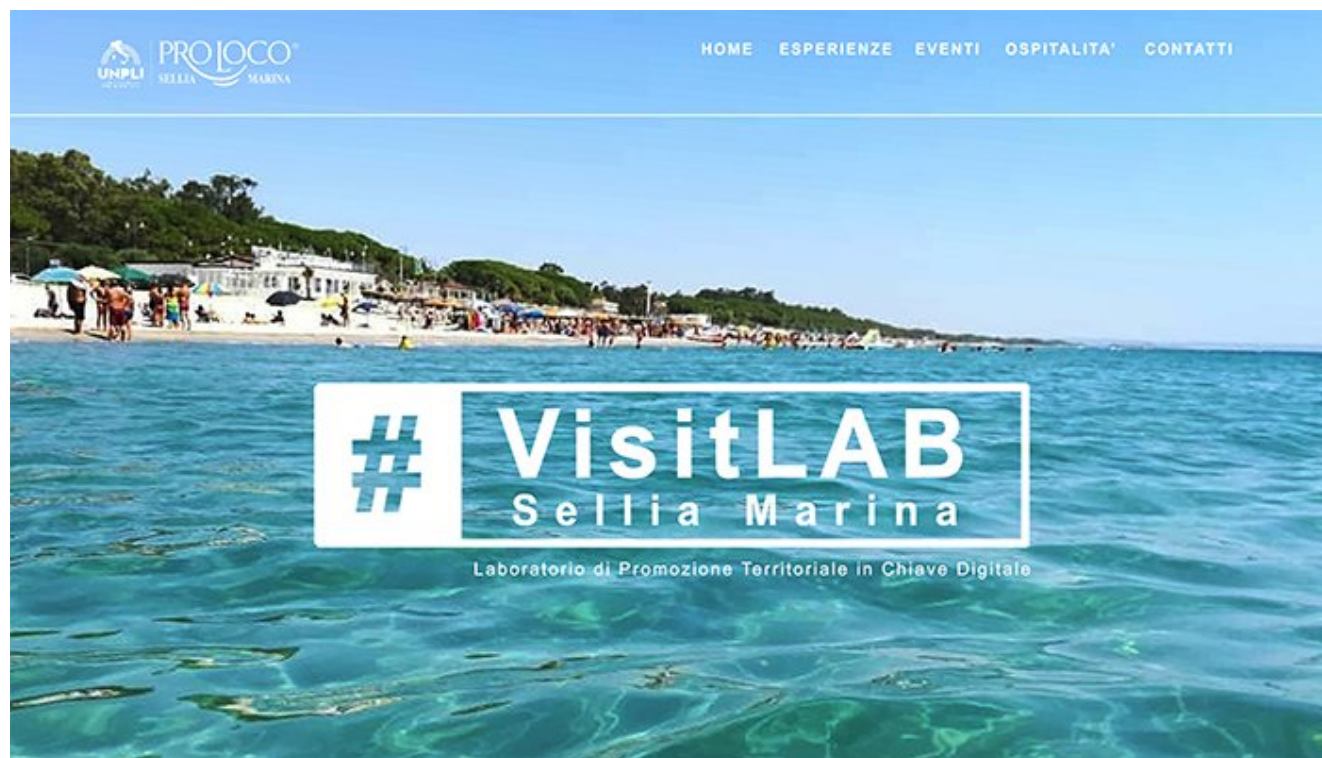 UNPLI
PRO LOCO®
SELLIA MARINA
HOME ESPERIENZE EVENTI OSPITALITA' CONTATTI
# VisitLAB
Sellia Marina
Laboratorio di Promozione Territoriale in Chiave Digitale